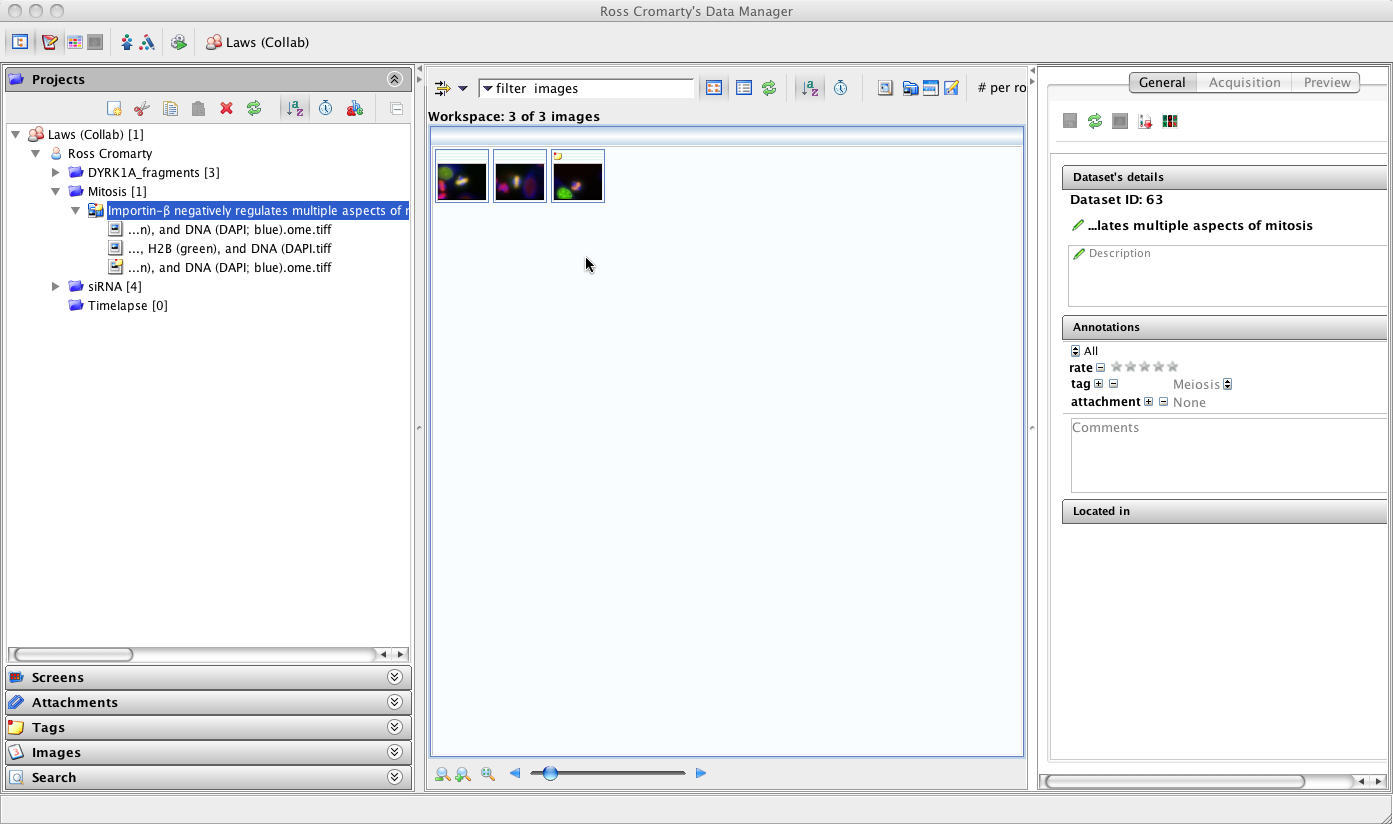 Ross Cromarty's Data Manager
Laws (Collab)
Projects
Laws (Collab) [1]
Ross Cromarty
DYRK1A_fragments [3]
Mitosis [1]
Importin-β negatively regulates multiple aspects of
...n), and DNA (DAPI; blue).ome.tiff
..., H2B (green), and DNA (DAPI.tiff
...n), and DNA (DAPI; blue).ome.tiff
siRNA [4]
Timelapse [0]
Screens
Attachments
Tags
Images
Search
filter images
# per ro
Workspace: 3 of 3 images
General
Acquisition
Preview
Dataset's details
Dataset ID: 63
...lates multiple aspects of mitosis
Description
Annotations
All
rate
tag
Meiosis
attachment
None
Comments
Located in